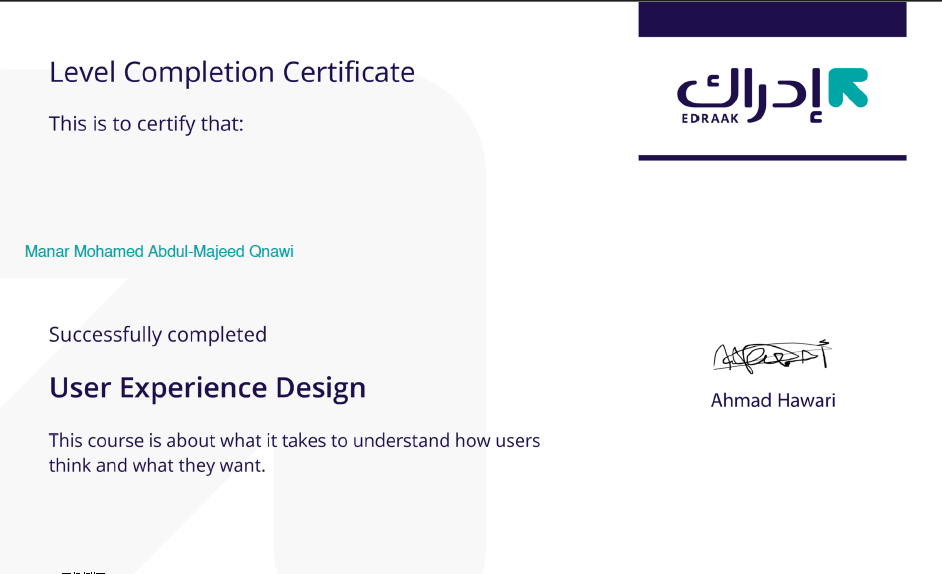 Level Completion Certificate
This is to certify that:
إدراك
EDRAAK
Manar Mohamed Abdul-Majeed Qnawi
Successfully completed
User Experience Design
This course is about what it takes to understand how users
think and what they want.
Ahmad Hawari